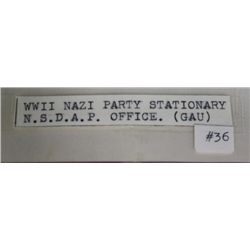 WWII NAZI PARTY STATIONARY
N.S.D.A.P. OFFICE. (GAU)
#36